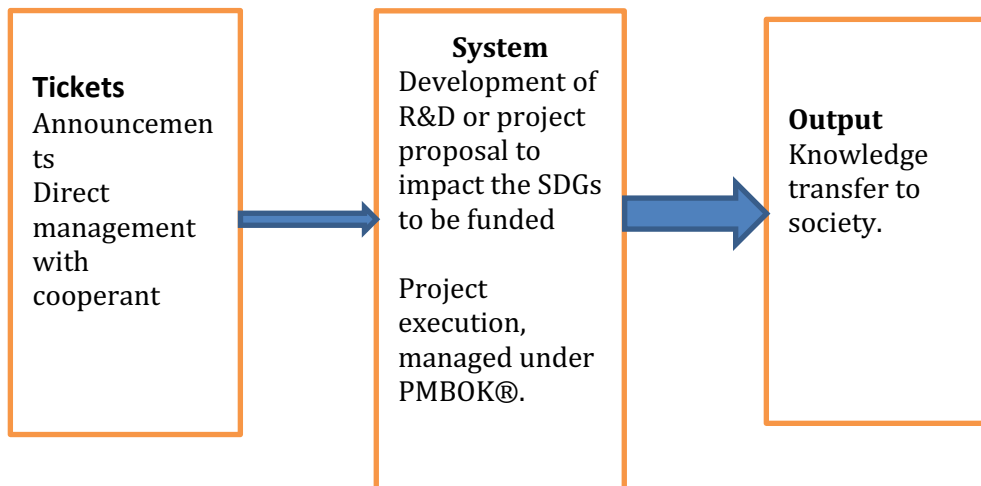 Tickets
Announcemen
ts
Direct
management
with
cooperant
System
Development of
R&D or project
proposal to
impact the SDGs
to be funded
Project
execution,
managed under
PMBOK®.
Output
Knowledge
transfer to
society.